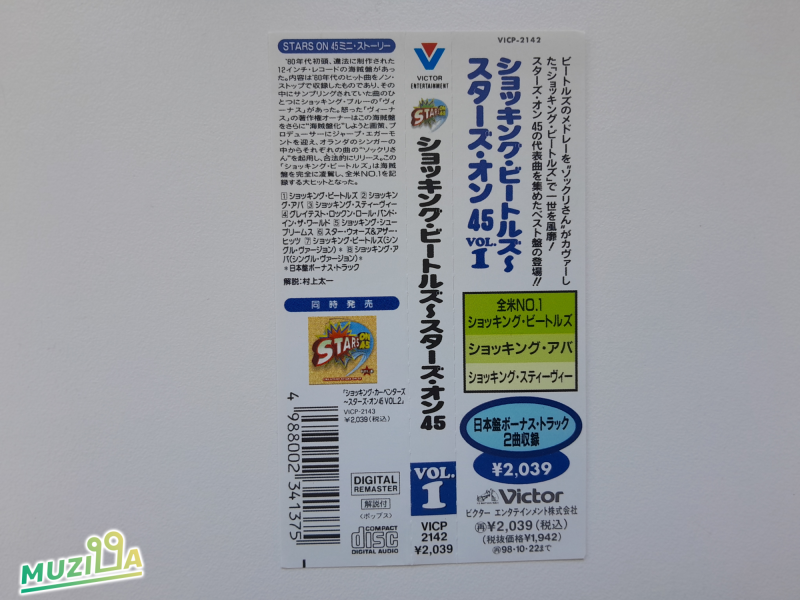 STARS ON 45ミニ・ストーリー
'80年代初頭、違法に制作された
12インチ・レコードの海賊盤があっ
た。内容は'60年代のヒット曲をノン・
ストップで収録したものであり、その
中にサンプリングされていた曲のひ
とつにショッキング・ブルーの「ヴィー
ナス」があった。怒った「ヴィーナ
ス」の著作権オーナーはこの海賊盤
をさらに"海賊盤化"しようと画策、プ
ロデューサーにジャープ・エガーモ
ントを迎え、オランダのシンガーの
中からそれぞれの曲の"ソックリさ
ん"を起用し、合法的にリリース。この
「ショッキング・ビートルズ」は海賊
盤を完全に凌駕し、全米NO.1を記
録する大ヒットとなった。
1 ショッキング・ビートルズ 2 ショッキン
グ・アバ 3 ショッキング・スティーヴィー
4 グレイテスト・ロックン・ロール・バンド・
イン・ザ・ワールド 5 ショッキング・シュー
プリームス 6 スター・ウォーズ&アザー・
ヒッツ 7 ショッキング・ビートルズ(シン
グル・ヴァージョン)* 8 ショッキング・ア
バ(シングル・ヴァージョン)*
*日本盤ボーナス・トラック
解説:村上太一
同時発売
STARS ON 45
「ショッキング・カーペンターズ
〜スターズ・オン45 VOL.2」
VICP-2143
¥2,039(税込)
4 988002 341375
DIGITAL
REMASTER
解説付
<ポップス>
COMPACT
disc
DIGITAL AUDIO
VICTOR
ENTERTAINMENT
STARS ON 45
ショッキング・ビートルズ〜スターズ・オン45
VOL.
1
VICP
2142
¥2,039
VICP-2142
ビートルズのメドレーを"ソックリさん"がカヴァーし
た「ショッキング・ビートルズ」で一世を風靡!
スターズ・オン45の代表曲を集めたベスト盤の登場!!
ショッキング・ビートルズ〜
スターズ・オン45 VOL.1
全米NO.1
ショッキング・ビートルズ
ショッキング・アバ
ショッキング・スティーヴィー
日本盤ボーナス・トラック
2曲収録
¥2,039
Victor
ビクター エンタテインメント株式会社
再¥2,039(税込)
(税抜価格¥1,942)
再98・10・22まで
MUZILLA